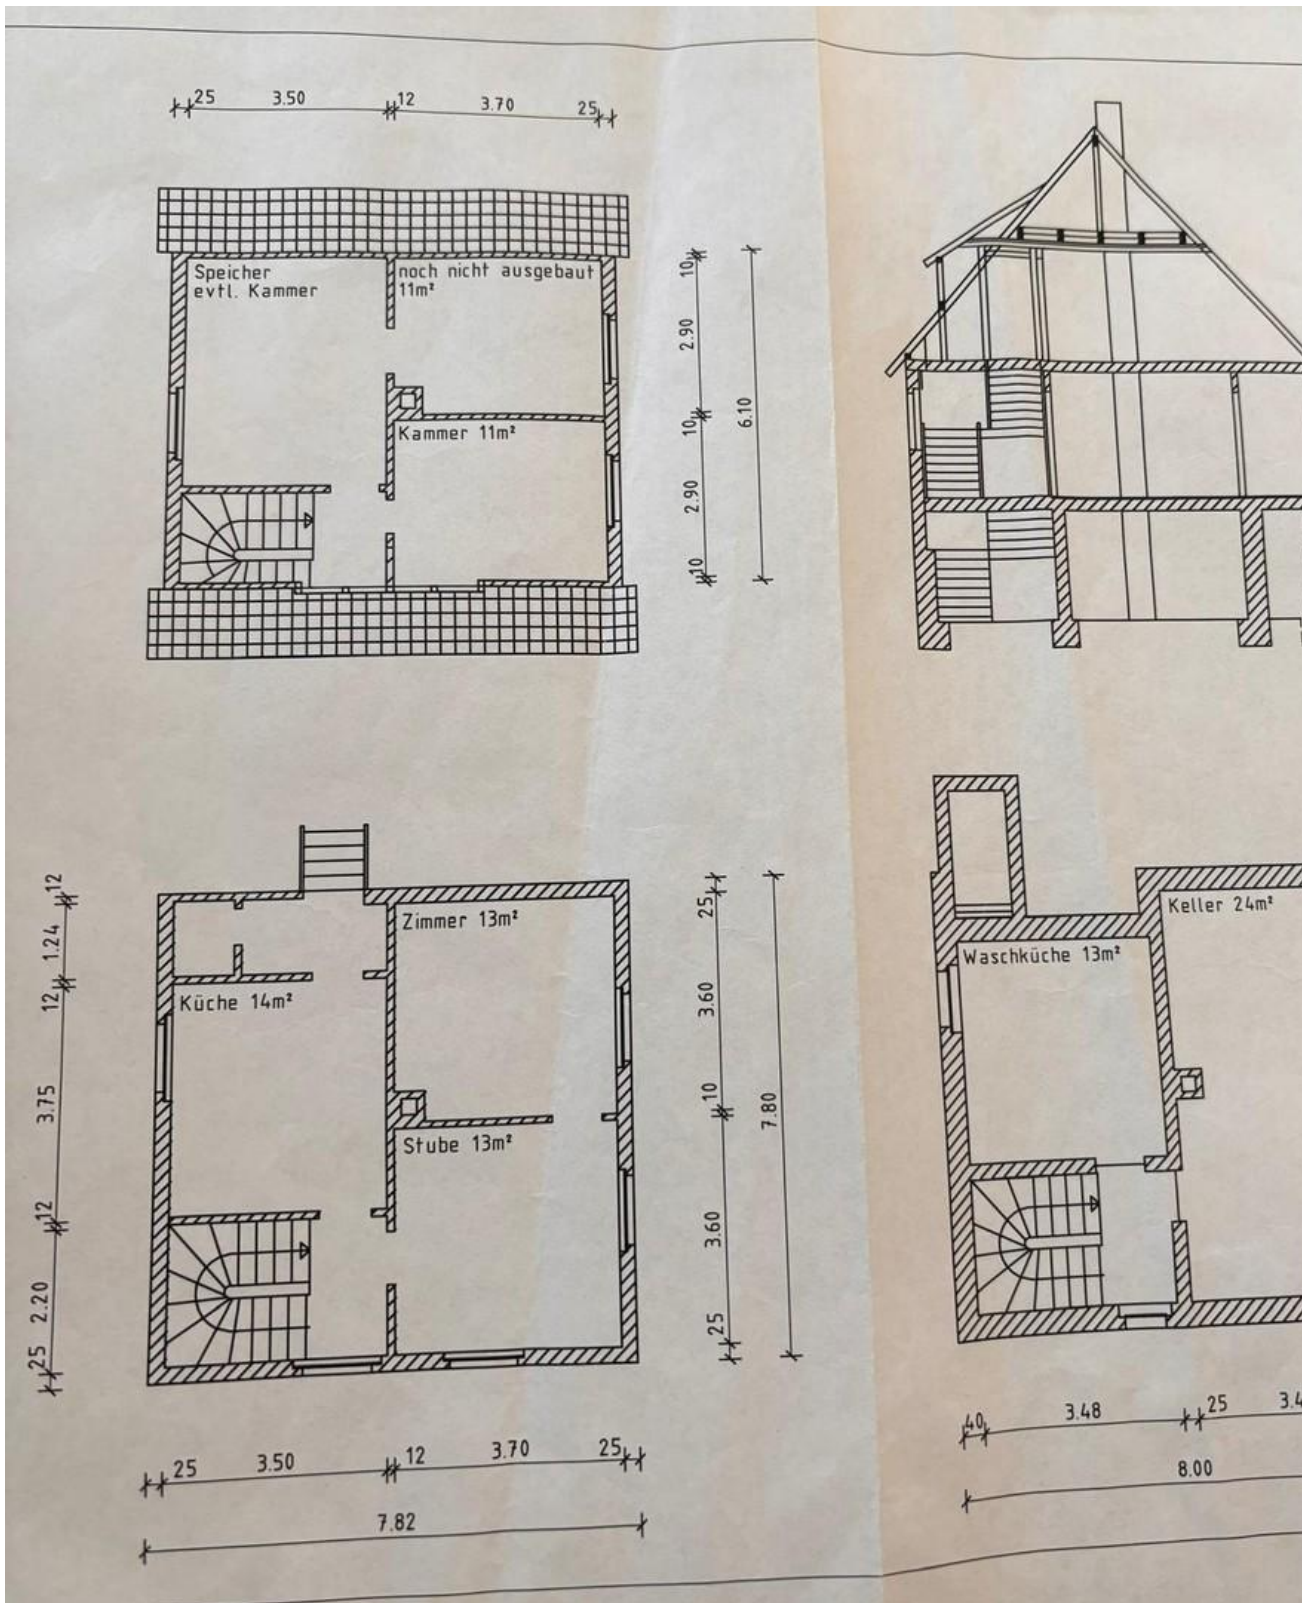 25 3.50 12 3.70 25
Speicher
evtl. Kammer
noch nicht ausgebaut
11m²
Kammer 11m²
10
2.90
10
2.90
10
6.10
Zimmer 13m²
Küche 14m²
Stube 13m²
12
1.24
12
3.75
12
2.20
25
25
3.60
10
3.60
25
7.80
25 3.50 12 3.70 25
7.82
Keller 24m²
Waschküche 13m²
40 3.48 25 3.4
8.00